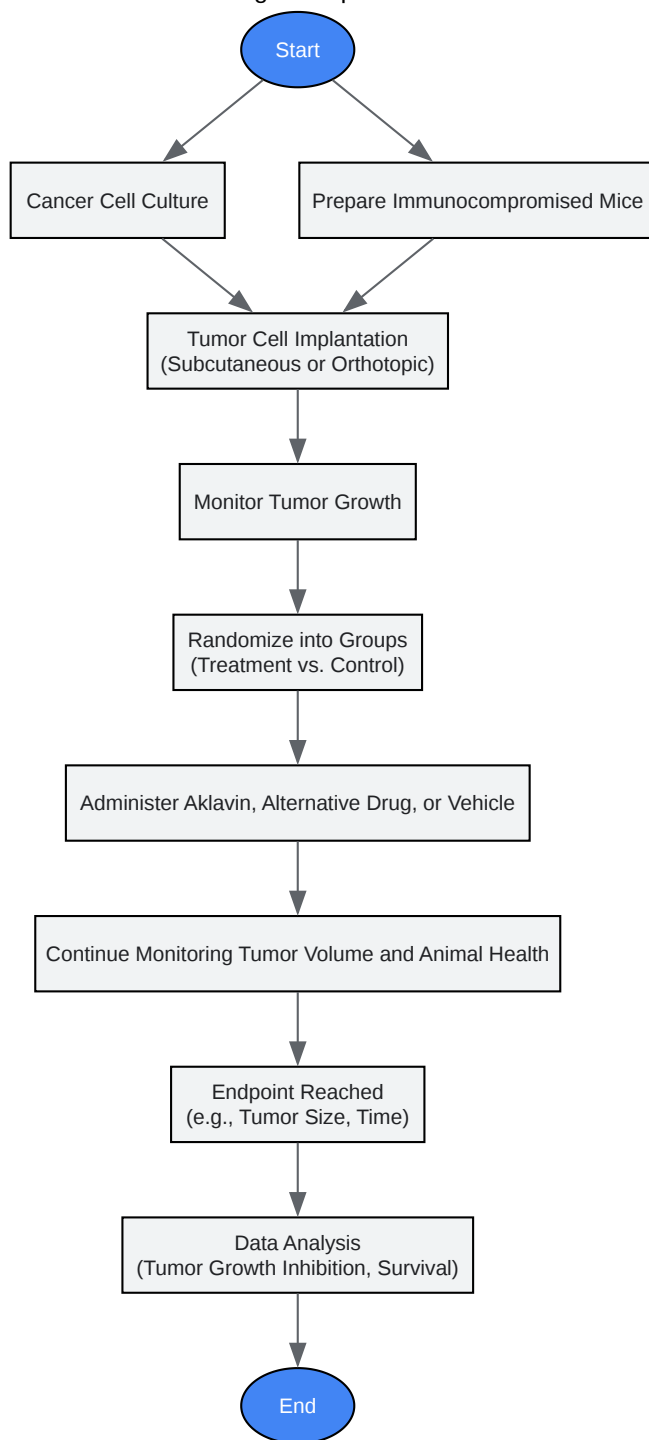 Start
Cancer Cell Culture
Prepare Immunocompromised Mice
Tumor Cell Implantation
(Subcutaneous or Orthotopic)
Monitor Tumor Growth
Randomize into Groups
(Treatment vs. Control)
Administer Aklavin, Alternative Drug, or Vehicle
Continue Monitoring Tumor Volume and Animal Health
Endpoint Reached
(e.g., Tumor Size, Time)
Data Analysis
(Tumor Growth Inhibition, Survival)
End